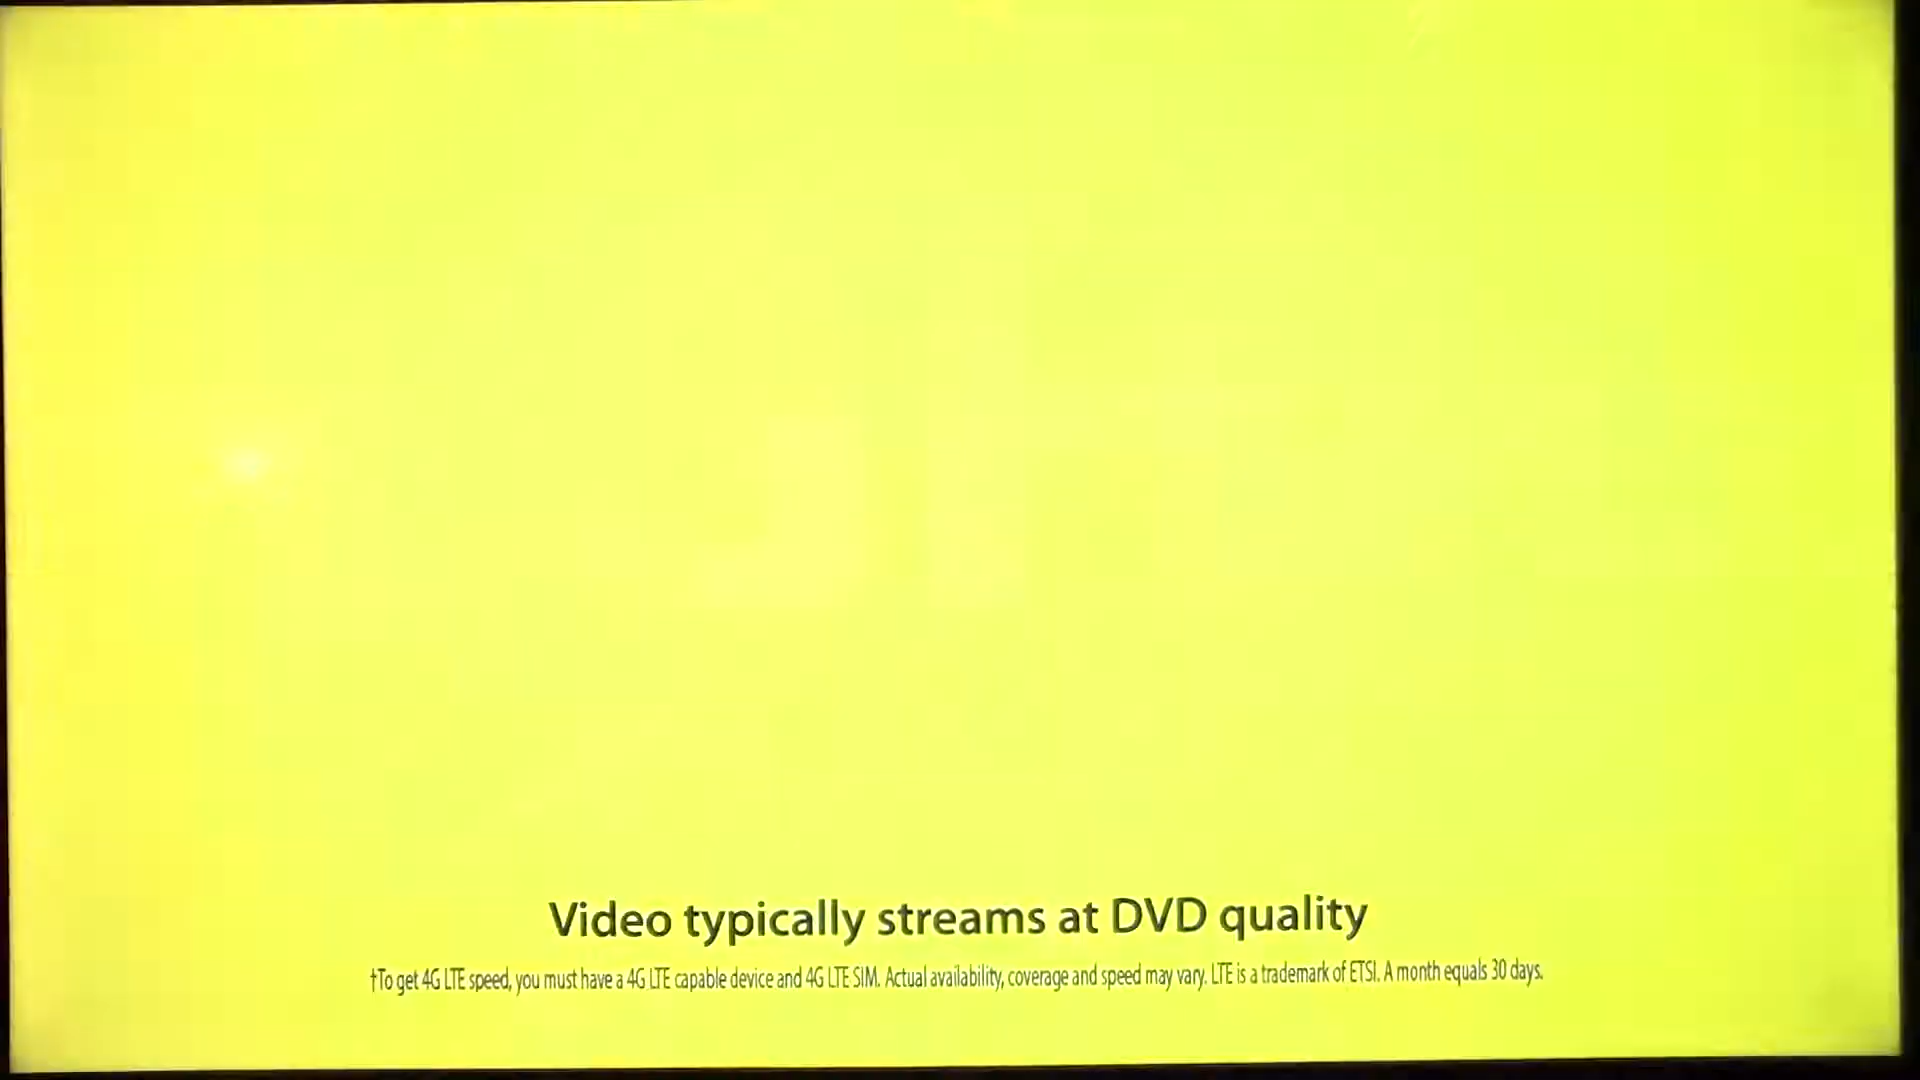 Video typically streams at DVD quality
†To get 4G LTE speed, you must have a 4G LTE capable device and 4G LTE SIM. Actual availability, coverage and speed may vary. LTE is a trademark of ETSI. A month equals 30 days.